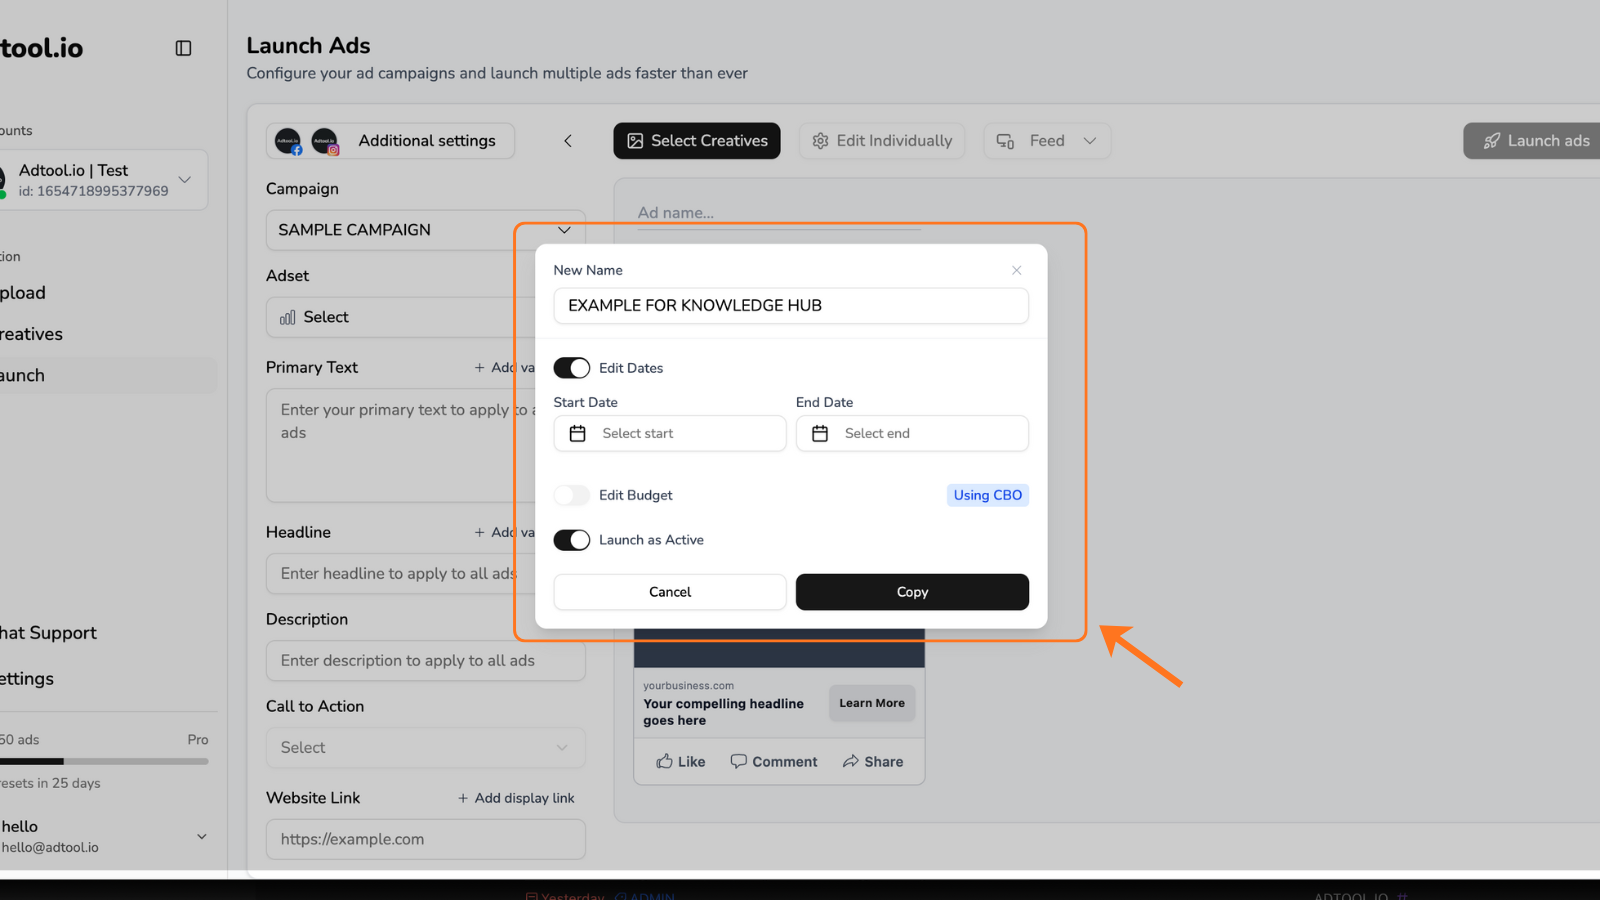 tool.io
Launch Ads
Configure your ad campaigns and launch multiple ads faster than ever
ounts
Adtool.io | Test
id: 1654718995377969
tion
pload
reatives
aunch
hat Support
ettings
50 ads
Pro
resets in 25 days
hello
hello@adtool.io
Additional settings
Select Creatives
Edit Individually
Feed
Launch ads
Campaign
SAMPLE CAMPAIGN
Adset
Select
Primary Text
+ Add va
Enter your primary text to apply to a
ads
Headline
+ Add va
Enter headline to apply to all ads
Description
Enter description to apply to all ads
Call to Action
Select
Website Link
+ Add display link
https://example.com
Ad name...
New Name
EXAMPLE FOR KNOWLEDGE HUB
Edit Dates
Start Date
End Date
Select start
Select end
Edit Budget
Using CBO
Launch as Active
Cancel
Copy
yourbusiness.com
Your compelling headline
goes here
Learn More
Like
Comment
Share
Yesterday
ADMIN
ADTOOL.IO #